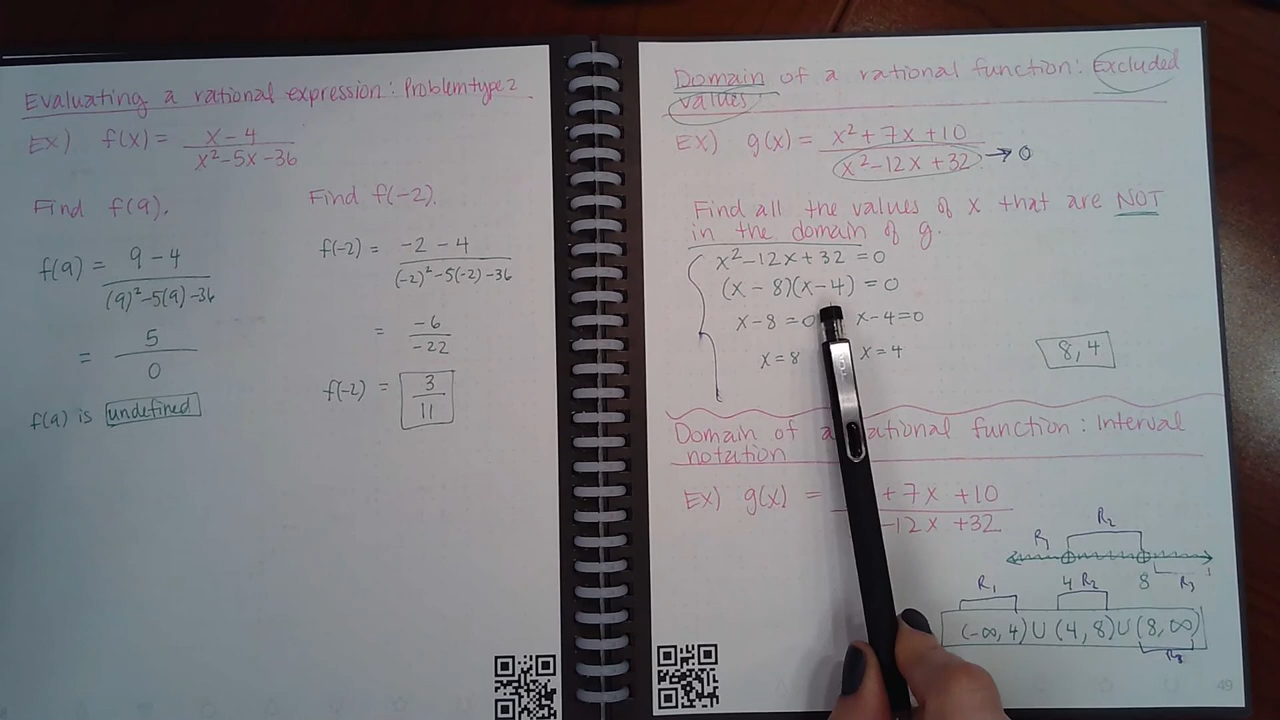 Evaluating a rational expression: Problem type 2
EX) f(x) = x-4 / x²-5x-36
Find f(9).
f(9) = 9-4 / (9)²-5(9)-36
= 5 / 0
f(9) is undefined
Find f(-2).
f(-2) = -2-4 / (-2)²-5(-2)-36
= -6 / -22
f(-2) = 3 / 11
Domain of a rational function: Excluded
values
EX) g(x) = x²+7x+10 / x²-12x+32 → 0
Find all the values of x that are NOT
in the domain of g.
x²-12x+32 = 0
(x-8)(x-4) = 0
x-8=0 x-4=0
x=8 x=4
8,4
Domain of a rational function: Interval
notation
EX) g(x) = +7x+10 / -12x+32
R₂
R₁
4 8 R₃
R₁ R₂
(-∞,4)∪(4,8)∪(8,∞)
R₃
49